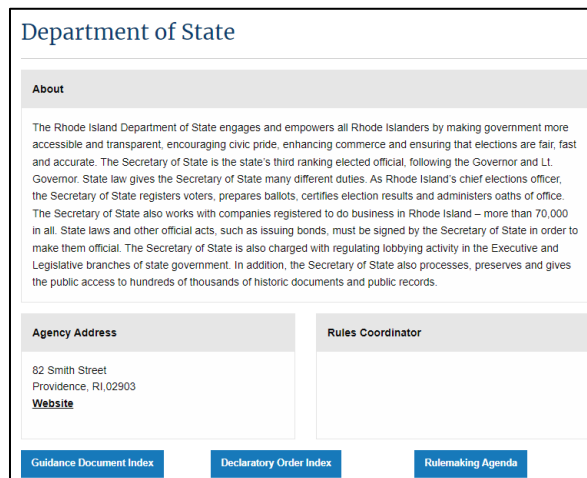 Department of State
About
The Rhode Island Department of State engages and empowers all Rhode Islanders by making government more
accessible and transparent, encouraging civic pride, enhancing commerce and ensuring that elections are fair, fast
and accurate. The Secretary of State is the state's third ranking elected official, following the Governor and Lt.
Governor. State law gives the Secretary of State many different duties. As Rhode Island's chief elections officer,
the Secretary of State registers voters, prepares ballots, certifies election results and administers oaths of office.
The Secretary of State also works with companies registered to do business in Rhode Island – more than 70,000
in all. State laws and other official acts, such as issuing bonds, must be signed by the Secretary of State in order to
make them official. The Secretary of State is also charged with regulating lobbying activity in the Executive and
Legislative branches of state government. In addition, the Secretary of State also processes, preserves and gives
the public access to hundreds of thousands of historic documents and public records.
Agency Address
82 Smith Street
Providence, RI,02903
Website
Rules Coordinator
Guidance Document Index
Declaratory Order Index
Rulemaking Agenda